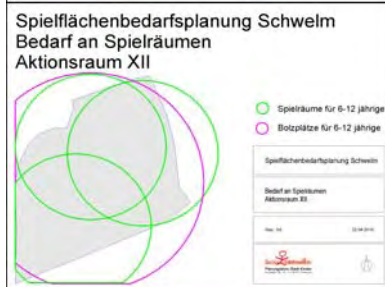 Spielflächenbedarfsplanung Schwelm
Bedarf an Spielräumen
Aktionsraum XII
Spielräume für 6-12 jährige
Bolzplätze für 6-12 jährige
Spielflächenbedarfsplanung Schwelm
Bedarf an Spielräumen
Aktionsraum XII